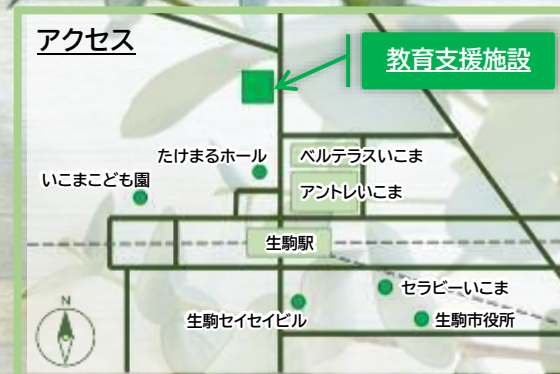 アクセス
教育支援施設
たけまるホール
ベルテラスいこま
いこまこども園
アントレいこま
生駒駅
セラビーいこま
生駒セイセイビル
生駒市役所
N